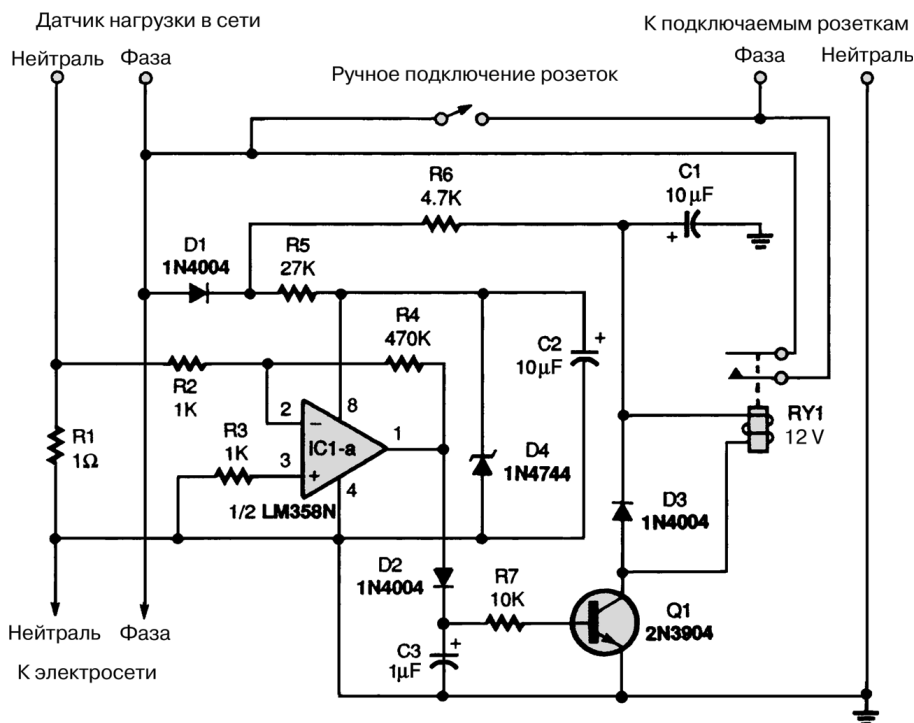 Датчик нагрузки в сети
К подключаемым розеткам
Нейтраль
Фаза
Фаза
Нейтраль
Ручное подключение розеток
R6
4.7K
C1
10µF
+
D1
1N4004
R5
27K
R4
470K
C2
10µF
+
R2
1K
R1
1Ω
R3
1K
2
8
−
IC1-a
1
3
+
4
1/2 LM358N
D4
1N4744
RY1
12 V
D3
1N4004
D2
1N4004
R7
10K
Q1
2N3904
C3
1µF
+
Нейтраль
Фаза
К электросети